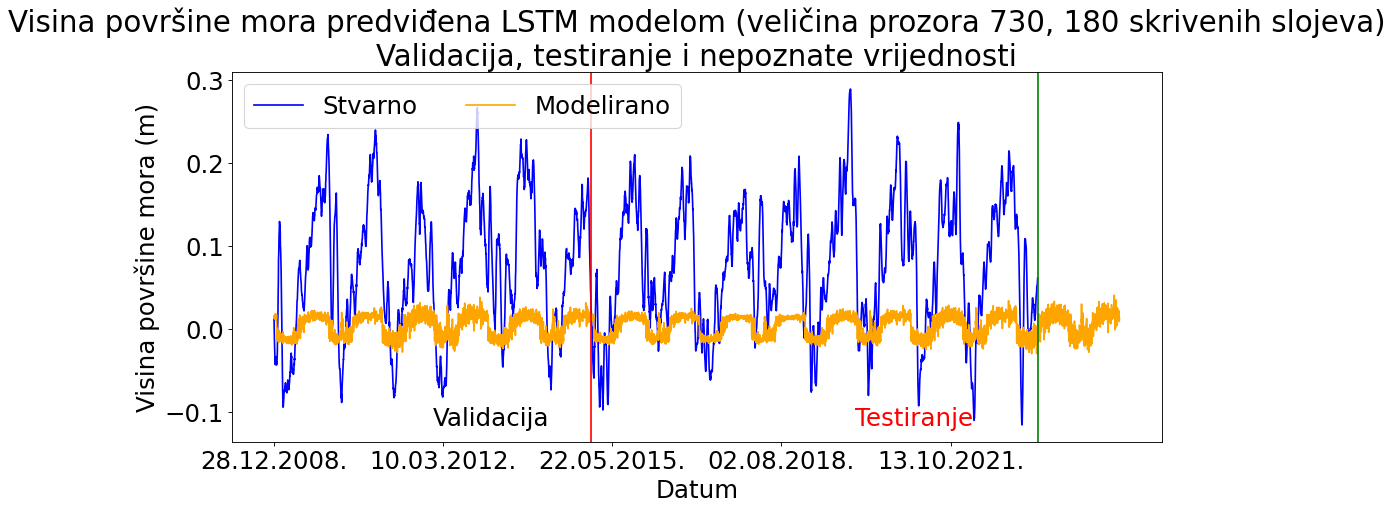 Visina površine mora predviđena LSTM modelom (veličina prozora 730, 180 skrivenih slojeva)
Validacija, testiranje i nepoznate vrijednosti
Stvarno
Modelirano
Visina površine mora (m)
0.3
0.2
0.1
0.0
−0.1
Validacija
Testiranje
28.12.2008.
10.03.2012.
22.05.2015.
02.08.2018.
13.10.2021.
Datum